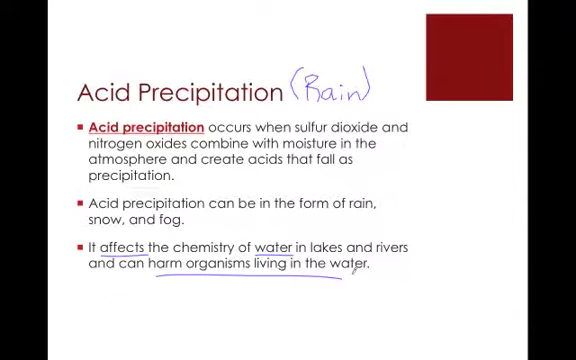 Acid Precipitation (Rain)
Acid precipitation occurs when sulfur dioxide and
nitrogen oxides combine with moisture in the
atmosphere and create acids that fall as
precipitation.
Acid precipitation can be in the form of rain,
snow, and fog.
It affects the chemistry of water in lakes and rivers
and can harm organisms living in the water.